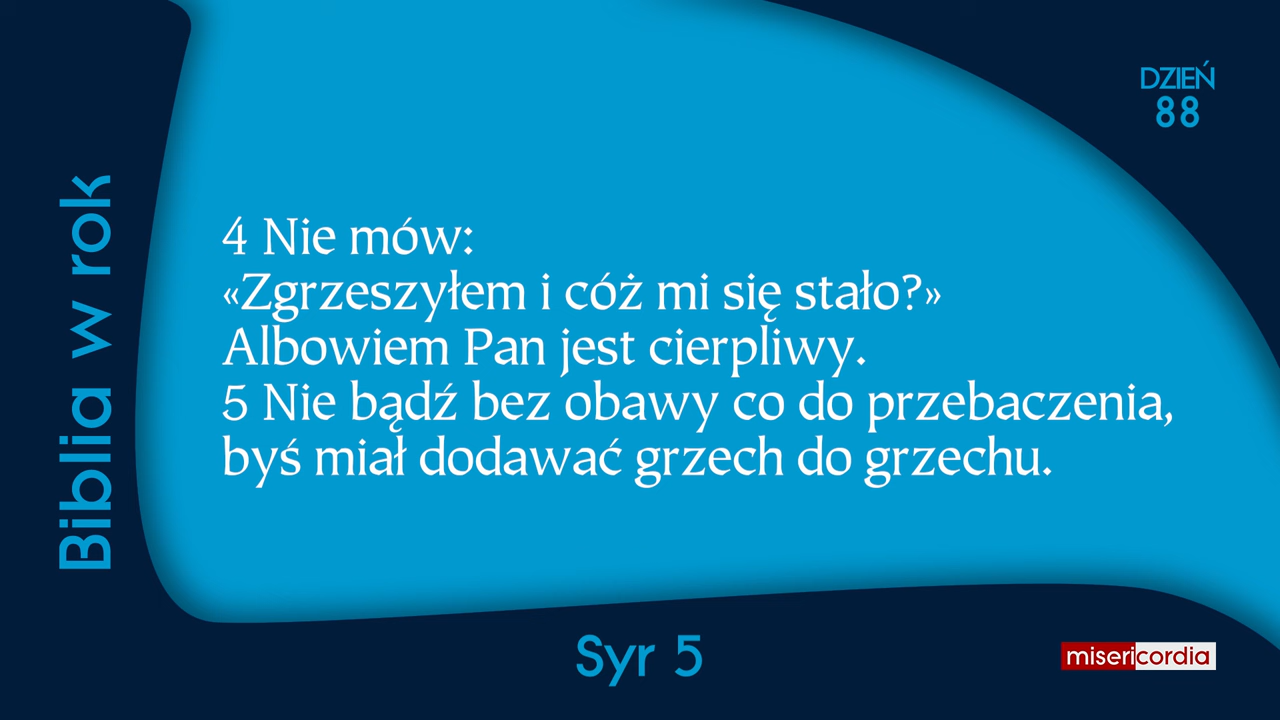 DZIEŃ
88
Biblia w rok
4 Nie mów:
«Zgrzeszyłem i cóż mi się stało?»
Albowiem Pan jest cierpliwy.
5 Nie bądź bez obawy co do przebaczenia,
byś miał dodawać grzech do grzechu.
Syr 5
misericordia